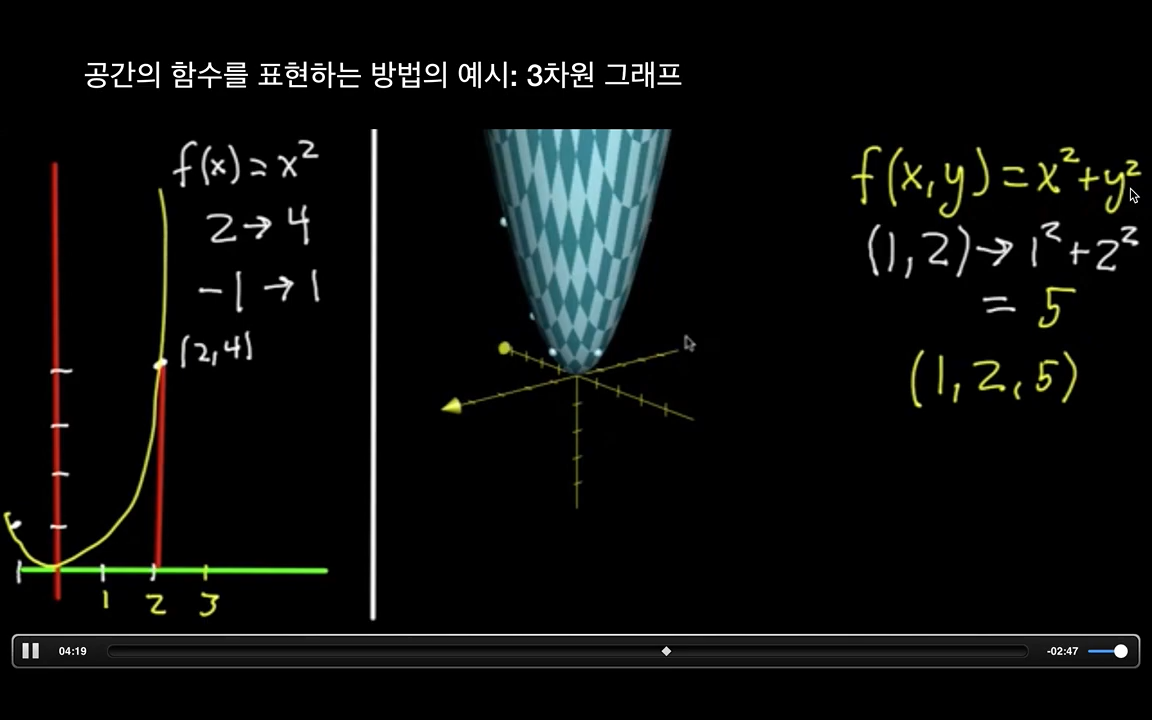 공간의 함수를 표현하는 방법의 예시: 3차원 그래프
f(x) = x²
2 → 4
-1 → 1
(2,4)
1 2 3
f(x,y) = x²+y²
(1,2) → 1²+2²
= 5
(1,2,5)
04:19
-02:47